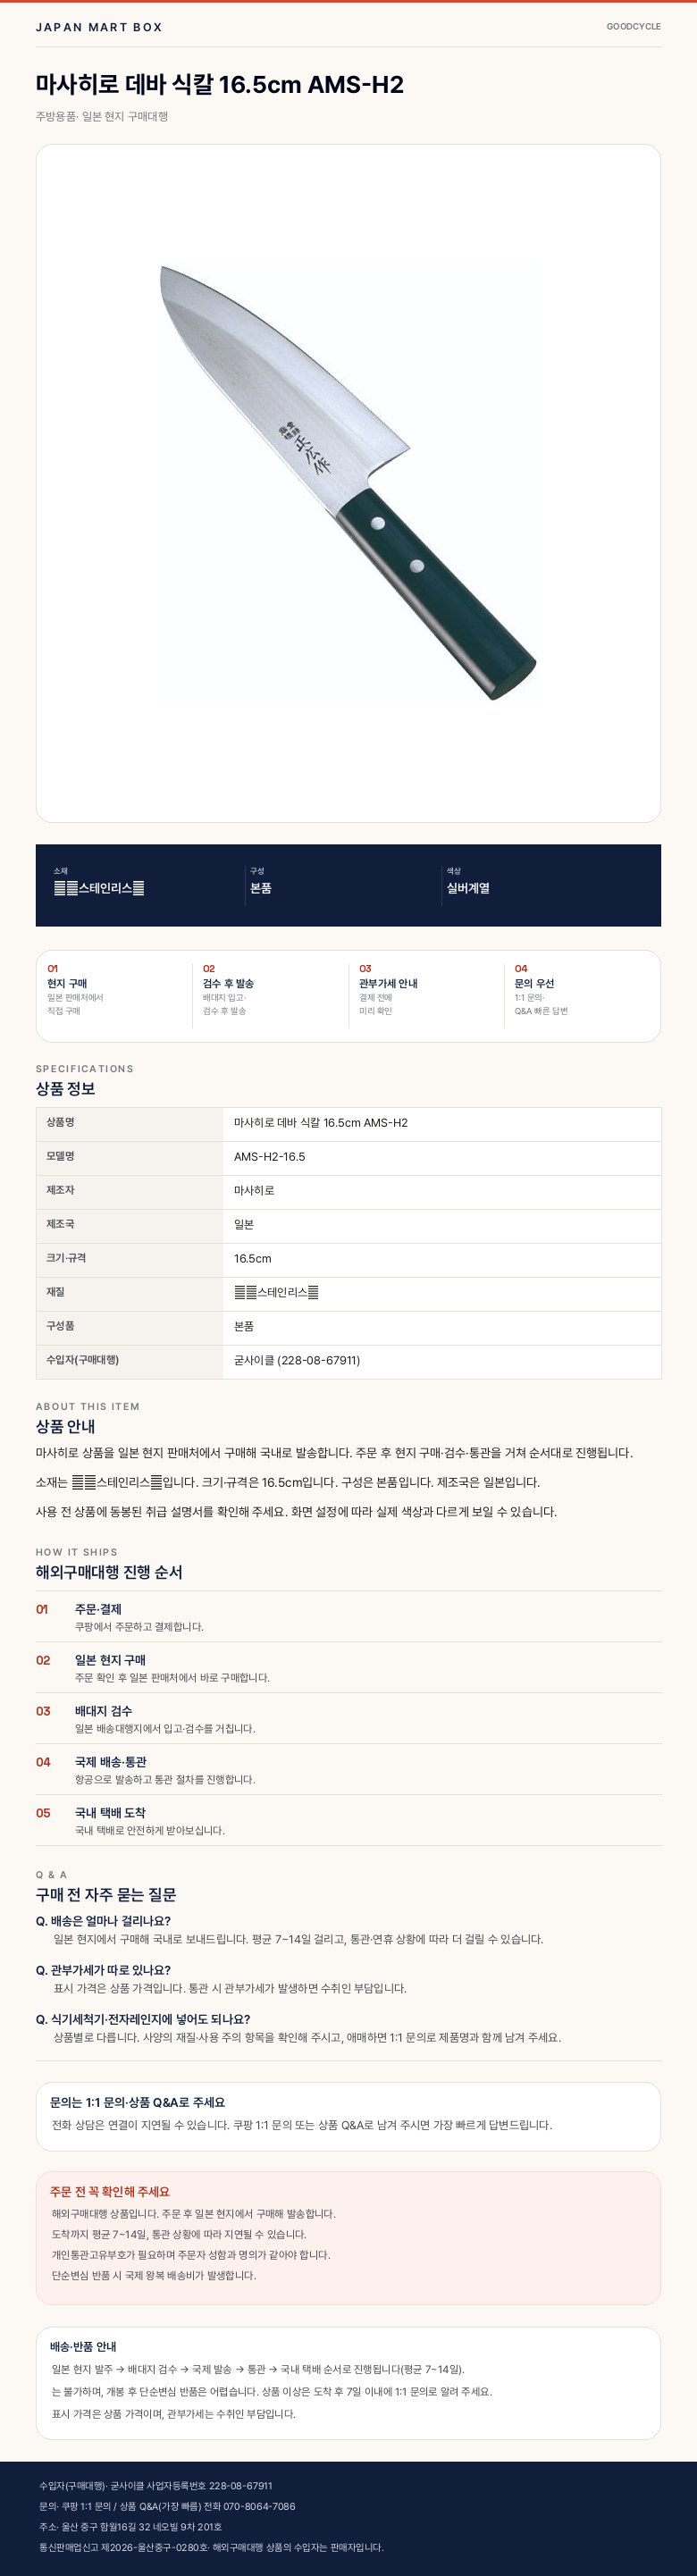 JAPAN MART BOX
GOODCYCLE
마사히로 데바 식칼 16.5cm AMS-H2
주방용품· 일본 현지 구매대행
正広作
소재
스테인리스
구성
본품
색상
실버계열
01
현지 구매
일본 판매처에서
직접 구매
02
검수 후 발송
배대지 입고·
검수 후 발송
03
관부가세 안내
결제 전에
미리 확인
04
문의 우선
1:1 문의·
Q&A 빠른 답변
SPECIFICATIONS
상품 정보
상품명 마사히로 데바 식칼 16.5cm AMS-H2
모델명 AMS-H2-16.5
제조자 마사히로
제조국 일본
크기·규격 16.5cm
재질 스테인리스
구성품 본품
수입자(구매대행) 굳사이클 (228-08-67911)
ABOUT THIS ITEM
상품 안내
마사히로 상품을 일본 현지 판매처에서 구매해 국내로 발송합니다. 주문 후 현지 구매·검수·통관을 거쳐 순서대로 진행됩니다.
소재는 스테인리스입니다. 크기·규격은 16.5cm입니다. 구성은 본품입니다. 제조국은 일본입니다.
사용 전 상품에 동봉된 취급 설명서를 확인해 주세요. 화면 설정에 따라 실제 색상과 다르게 보일 수 있습니다.
HOW IT SHIPS
해외구매대행 진행 순서
01 주문·결제
쿠팡에서 주문하고 결제합니다.
02 일본 현지 구매
주문 확인 후 일본 판매처에서 바로 구매합니다.
03 배대지 검수
일본 배송대행지에서 입고·검수를 거칩니다.
04 국제 배송·통관
항공으로 발송하고 통관 절차를 진행합니다.
05 국내 택배 도착
국내 택배로 안전하게 받아보십니다.
Q & A
구매 전 자주 묻는 질문
Q. 배송은 얼마나 걸리나요?
일본 현지에서 구매해 국내로 보내드립니다. 평균 7~14일 걸리고, 통관·연휴 상황에 따라 더 걸릴 수 있습니다.
Q. 관부가세가 따로 있나요?
표시 가격은 상품 가격입니다. 통관 시 관부가세가 발생하면 수취인 부담입니다.
Q. 식기세척기·전자레인지에 넣어도 되나요?
상품별로 다릅니다. 사양의 재질·사용 주의 항목을 확인해 주시고, 애매하면 1:1 문의로 제품명과 함께 남겨 주세요.
문의는 1:1 문의·상품 Q&A로 주세요
전화 상담은 연결이 지연될 수 있습니다. 쿠팡 1:1 문의 또는 상품 Q&A로 남겨 주시면 가장 빠르게 답변드립니다.
주문 전 꼭 확인해 주세요
해외구매대행 상품입니다. 주문 후 일본 현지에서 구매해 발송합니다.
도착까지 평균 7~14일, 통관 상황에 따라 지연될 수 있습니다.
개인통관고유부호가 필요하며 주문자 성함과 명의가 같아야 합니다.
단순변심 반품 시 국제 왕복 배송비가 발생합니다.
배송·반품 안내
일본 현지 발주 → 배대지 검수 → 국제 발송 → 통관 → 국내 택배 순서로 진행됩니다(평균 7~14일).
는 불가하며, 개봉 후 단순변심 반품은 어렵습니다. 상품 이상은 도착 후 7일 이내에 1:1 문의로 알려 주세요.
표시 가격은 상품 가격이며, 관부가세는 수취인 부담입니다.
수입자(구매대행)· 굳사이클 사업자등록번호 228-08-67911
문의· 쿠팡 1:1 문의 / 상품 Q&A(가장 빠름) 전화 070-8064-7086
주소· 울산 중구 함월16길 32 네오빌 9차 201호
통신판매업신고 제2026-울산중구-0280호· 해외구매대행 상품의 수입자는 판매자입니다.